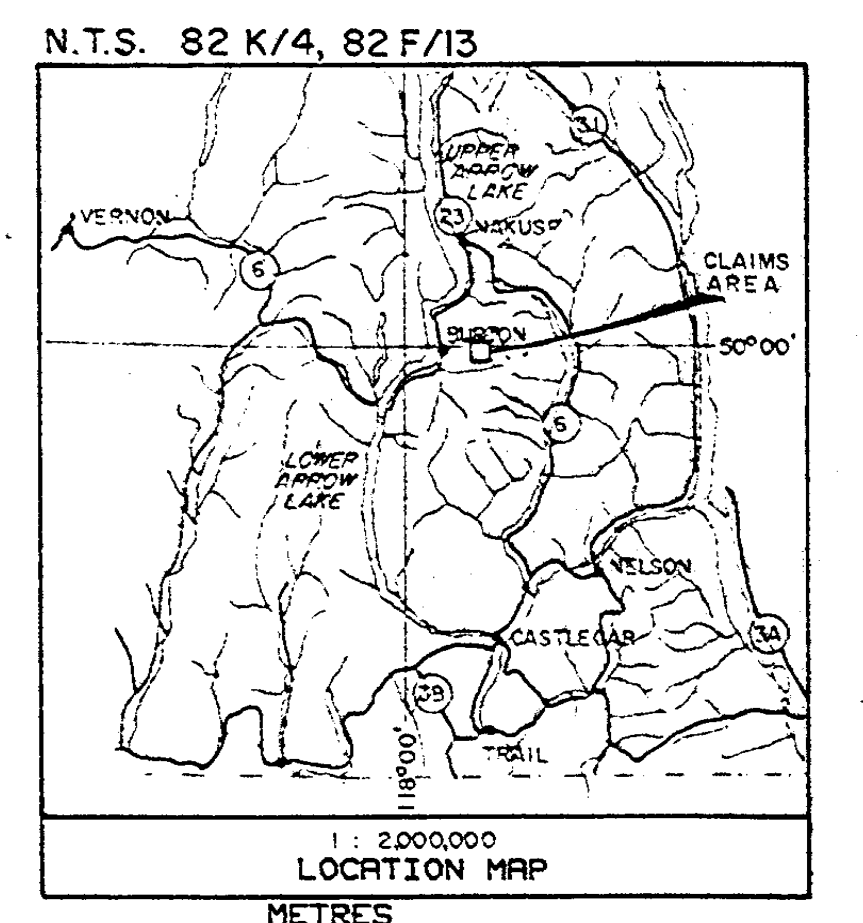 N.T.S. 82 K/4, 82 F/13
31
UPPER
ARROW
LAKE
VERNON
23
NAKUSP
6
CLAIMS
AREA
BURTON
50°00'
6
LOWER
ARROW
LAKE
NELSON
CASTLEGAR
3A
3B
TRAIL
118°00'
1 : 2,000,000
LOCATION MAP
METRES